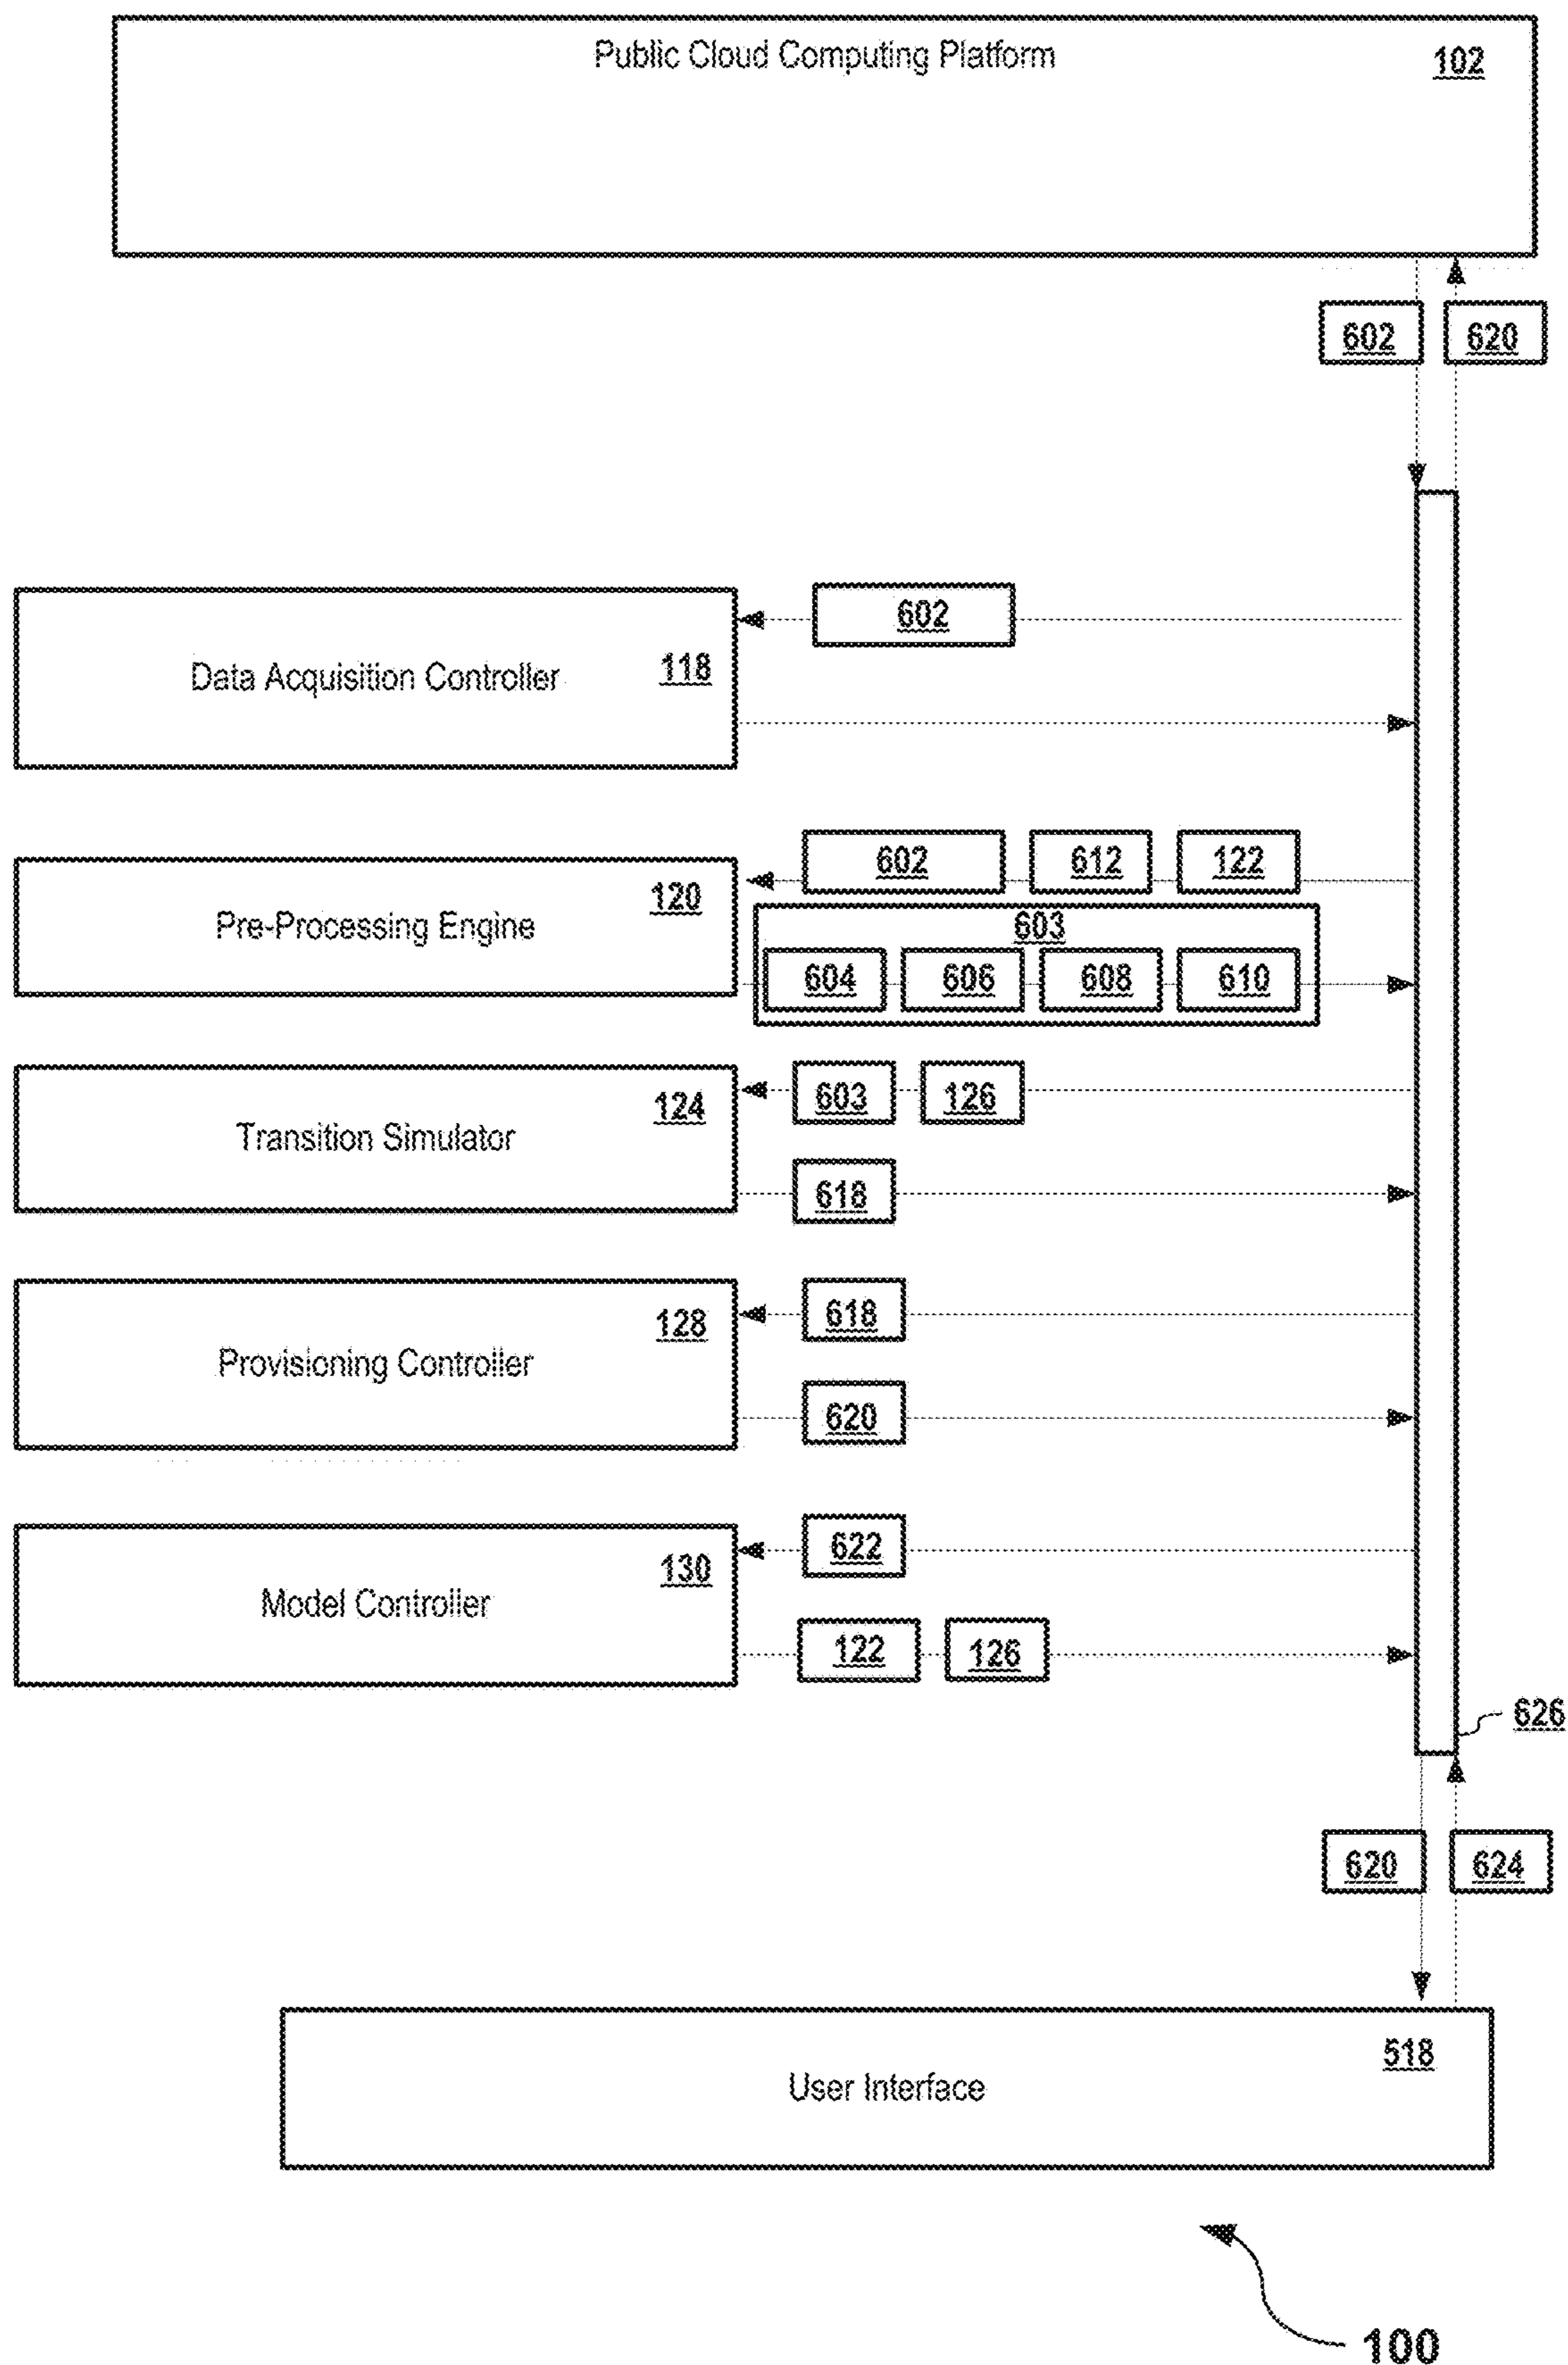 Public Cloud Computing Platform 102
602 620
602
Data Acquisition Controller 118
602 612 122
Pre-Processing Engine 120
603
604 606 608 610
603 126
Transition Simulator 124
618
618
Provisioning Controller 128
620
622
Model Controller 130
122 126
626
620 624
User Interface 518
100